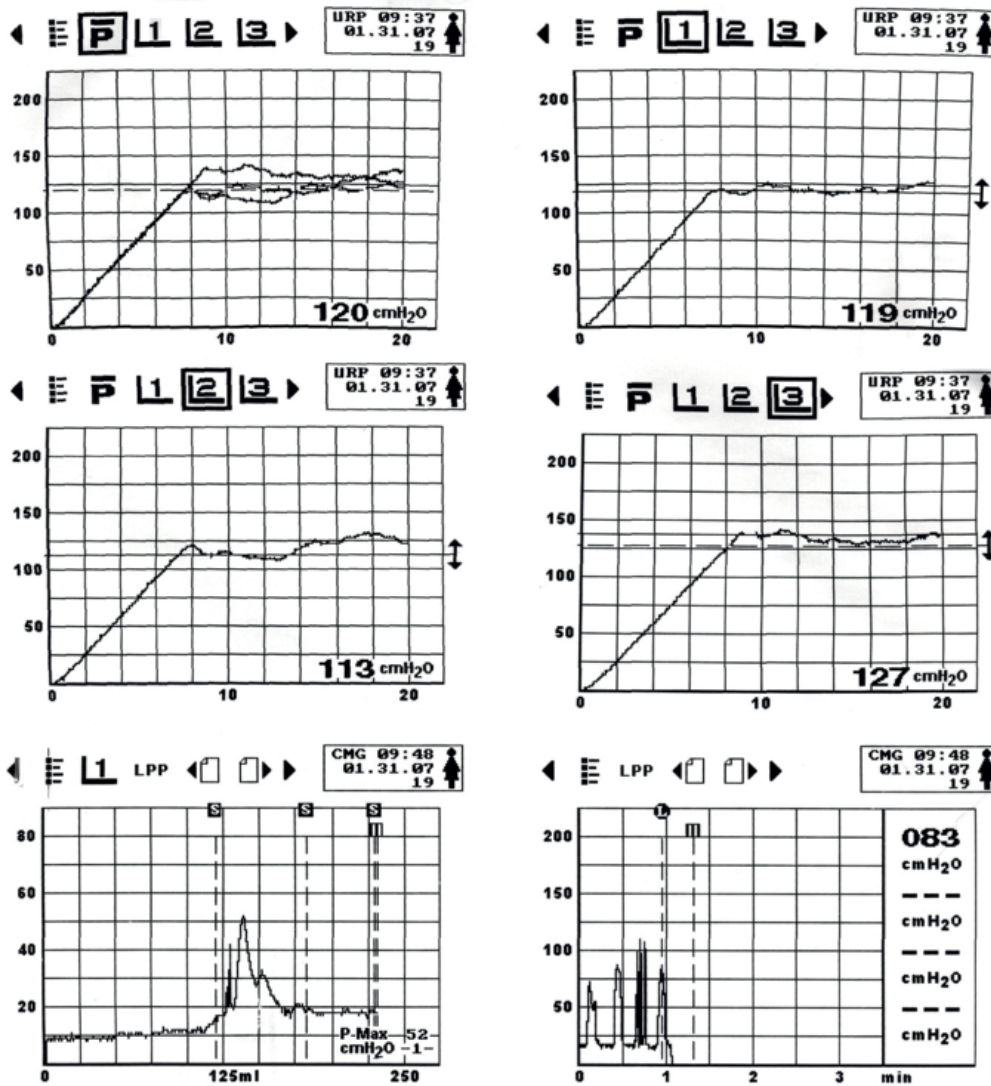 P 1 2 3
URP 09:37
01.31.07
19
200
150
100
50
120 cmH2O
0 10 20
P 1 2 3
URP 09:37
01.31.07
19
200
150
100
50
119 cmH2O
0 10 20
P 1 2 3
URP 09:37
01.31.07
19
200
150
100
50
113 cmH2O
0 10 20
P 1 2 3
URP 09:37
01.31.07
19
200
150
100
50
127 cmH2O
0 10 20
1 LPP
CMG 09:48
01.31.07
19
S S S
80
60
40
20
P-Max 52
cmH2O -1-
0 125ml 250
LPP
CMG 09:48
01.31.07
19
L
200
150
100
50
083
cmH2O
---
cmH2O
---
cmH2O
---
cmH2O
0 1 2 3 min